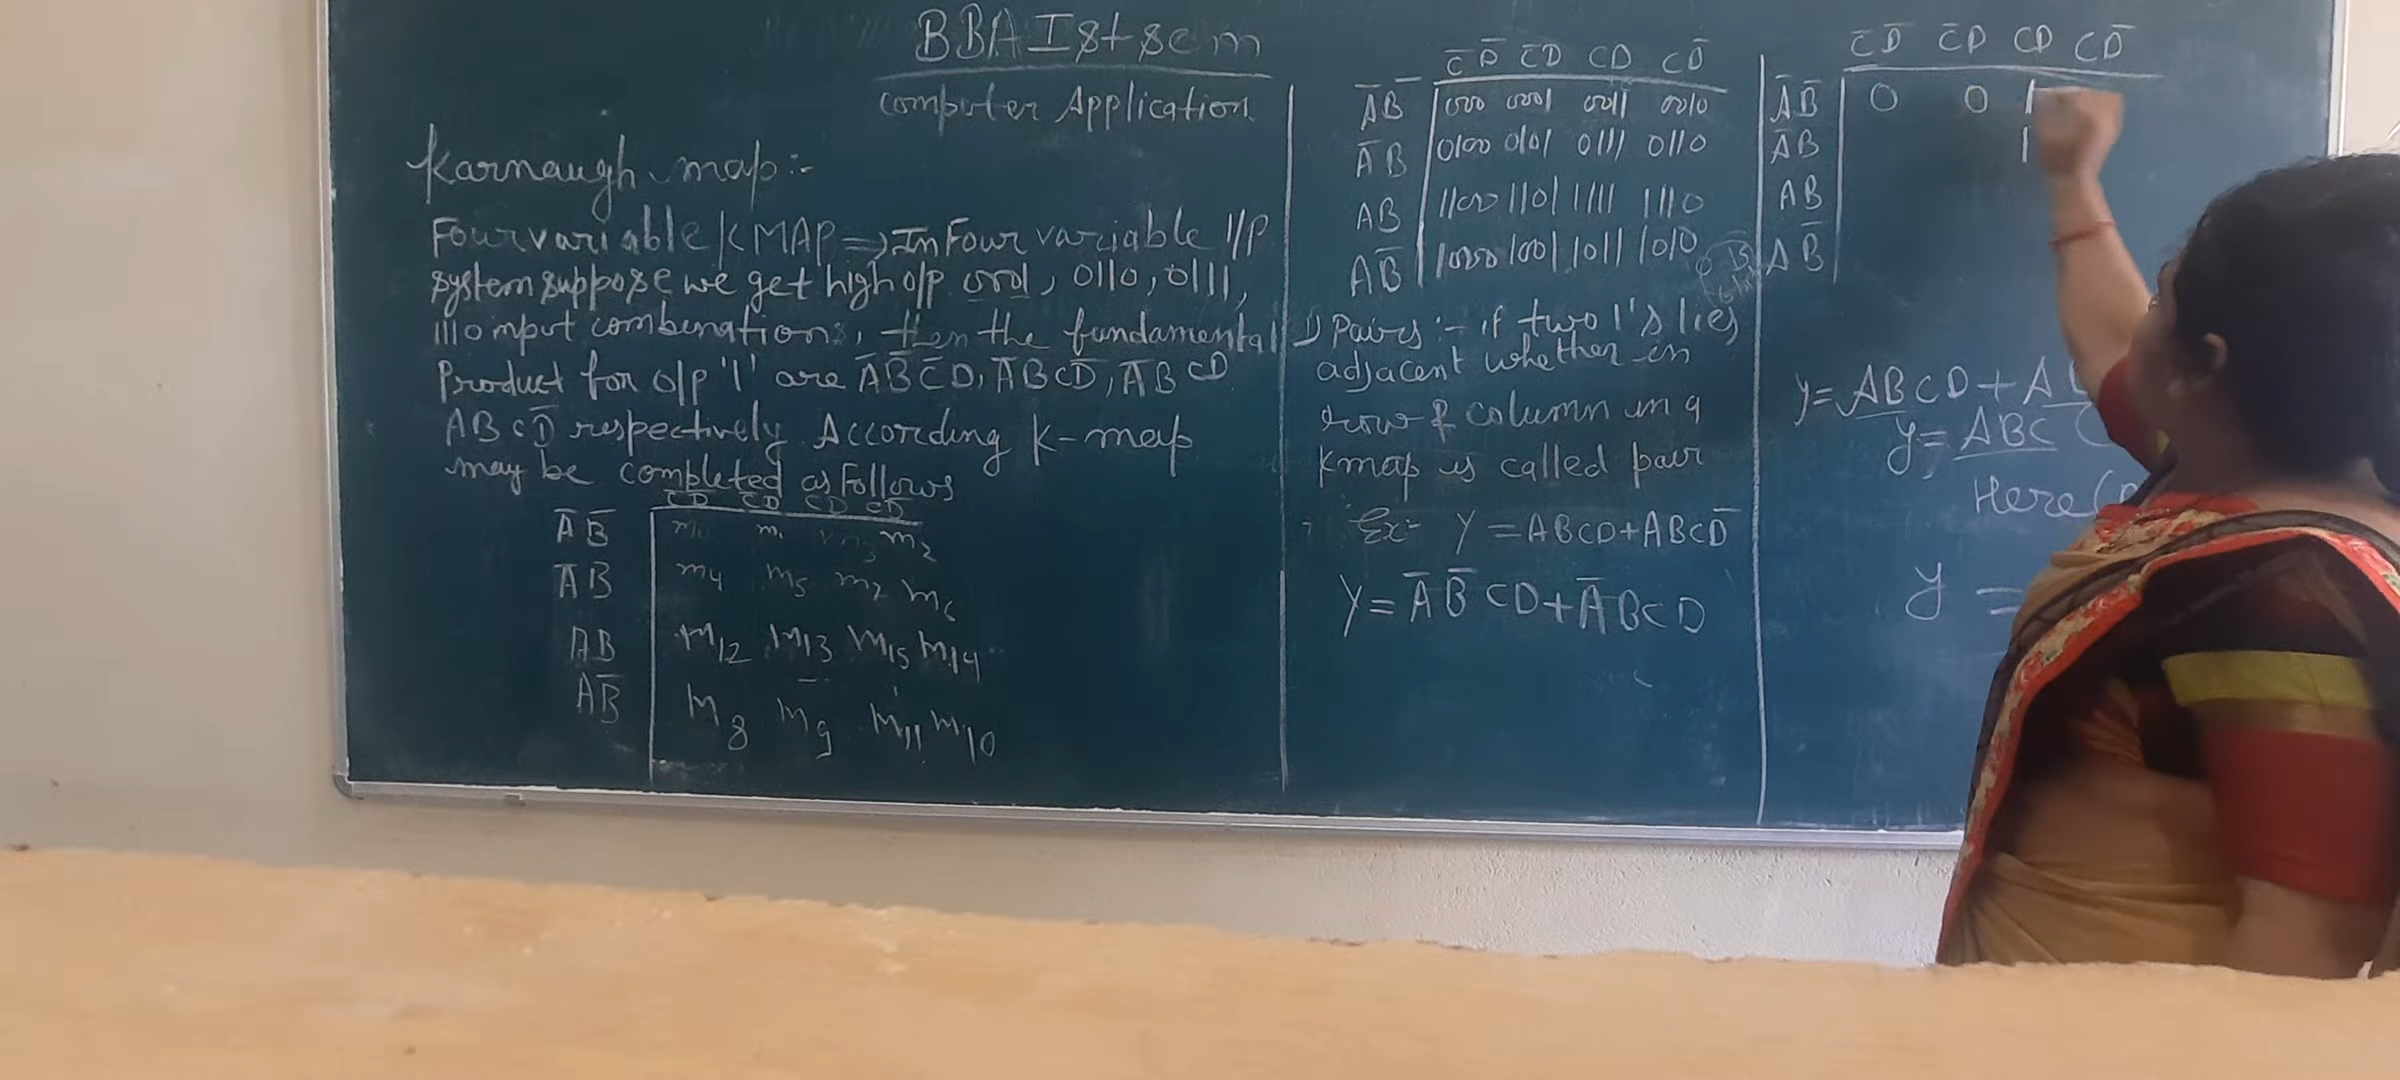 BBA Ist sem
Computer Application
Karnaugh map:-
Four variable KMAP => In Four variable I/P
system suppose we get high o/p 0001, 0110, 0111,
1110 input combenations, then the fundamental
Product for o/p '1' are A̅B̅C̅D, A̅BCD̅, A̅BCD
ABCD̅ respectively. According K-map
may be completed as Follows
C̅D̅ C̅D CD CD̅
A̅B̅ m0 m1 m3 m2
A̅B m4 m5 m7 m6
AB m12 m13 m15 m14
AB̅ m8 m9 m11 m10
C̅D̅ C̅D CD CD̅
A̅B̅ 0000 0001 0011 0010
A̅B 0100 0101 0111 0110
AB 1100 1101 1111 1110
AB̅ 1000 1001 1011 1010
1) Pairs :- if two 1's lies
adjacent whether in
row & column in a
Kmap is called pair
Ex:- Y = ABCD+ABCD̅
Y = A̅B̅CD+A̅BCD
C̅D̅ C̅D CD CD̅
A̅B̅ 0 0 1
A̅B 1
AB
AB̅
y= ABCD+A
y= ABC
Here
y =